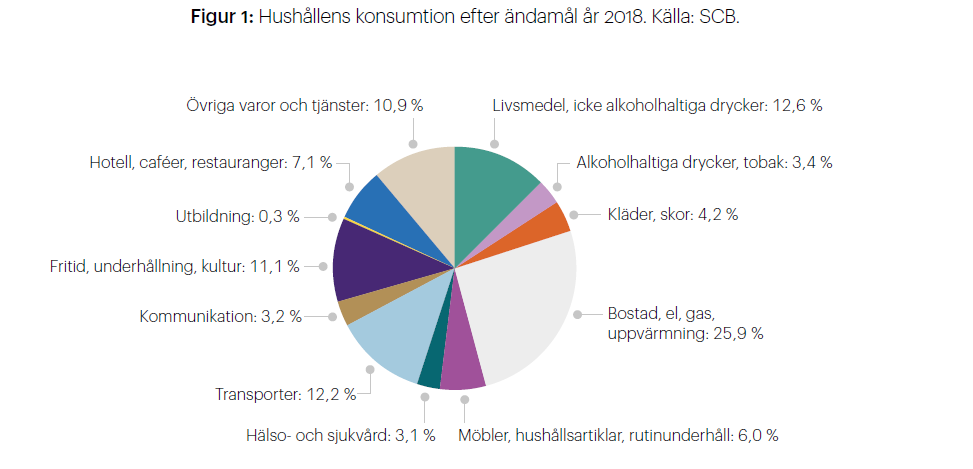 Figur 1: Hushållens konsumtion efter ändamål år 2018. Källa: SCB.
Övriga varor och tjänster: 10,9 %
Livsmedel, icke alkoholhaltiga drycker: 12,6 %
Hotell, caféer, restauranger: 7,1 %
Alkoholhaltiga drycker, tobak: 3,4 %
Utbildning: 0,3 %
Kläder, skor: 4,2 %
Fritid, underhållning, kultur: 11,1 %
Kommunikation: 3,2 %
Bostad, el, gas,
uppvärmning: 25,9 %
Transporter: 12,2 %
Hälso- och sjukvård: 3,1 %
Möbler, hushållsartiklar, rutinunderhåll: 6,0 %